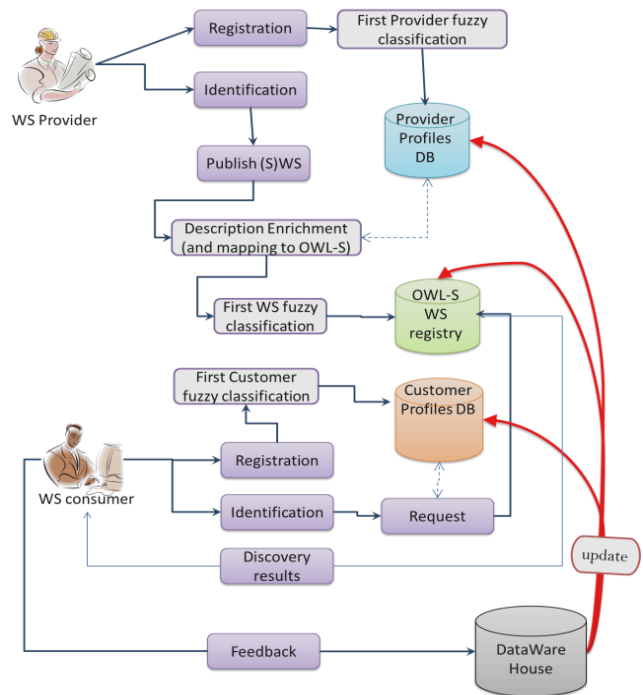 Registration
First Provider fuzzy
classification
WS Provider
Identification
Provider
Profiles
DB
Publish (S)WS
Description Enrichment
(and mapping to OWL-S)
First WS fuzzy
classification
OWL-S
WS
registry
First Customer
fuzzy classification
Customer
Profiles DB
Registration
WS consumer
Identification
Request
Discovery
results
update
Feedback
DataWare
House